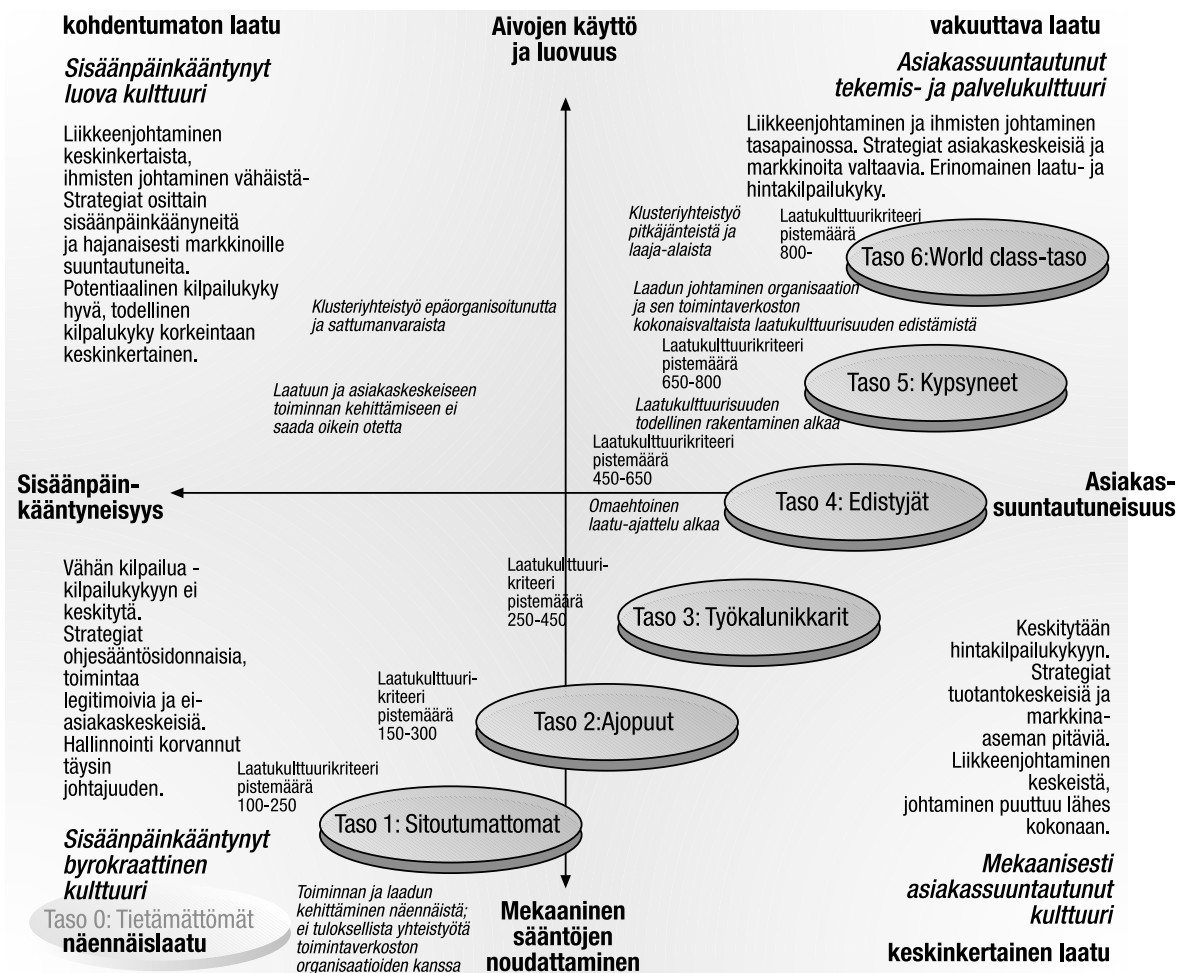 kohdentumaton laatu
Sisäänpäinkääntynyt
luova kulttuuri
Liikkeenjohtaminen
keskinkertaista,
ihmisten johtaminen vähäistä-
Strategiat osittain
sisäänpäinkäänyneitä
ja hajanaisesti markkinoille
suuntautuneita.
Potentiaalinen kilpailukyky
hyvä, todellinen
kilpalukyky korkeintaan
keskinkertainen.
Aivojen käyttö
ja luovuus
vakuuttava laatu
Asiakassuuntautunut
tekemis- ja palvelukulttuuri
Liikkeenjohtaminen ja ihmisten johtaminen
tasapainossa. Strategiat asiakaskeskeisiä ja
markkinoita valtaavia. Erinomainen laatu- ja
hintakilpailukyky.
Klusteriyhteistyö
pitkäjänteistä ja
laaja-alaista
Laatukulttuurikriteeri
pistemäärä
800-
Taso 6:World class-taso
Klusteriyhteistyö epäorganisoitunutta
ja sattumanvaraista
Laadun johtaminen organisaation
ja sen toimintaverkoston
kokonaisvaltaista laatukulttuurisuuden edistämistä
Laatukulttuurikriteeri
pistemäärä
650-800
Taso 5: Kypsyneet
Laatuun ja asiakaskeskeiseen
toiminnan kehittämiseen ei
saada oikein otetta
Laatukulttuurisuuden
todellinen rakentaminen alkaa
Laatukulttuurikriteeri
pistemäärä
450-650
Sisäänpäin-
kääntyneisyys
Taso 4: Edistyjät
Asiakas-
suuntautuneisuus
Omaehtoinen
laatu-ajattelu alkaa
Vähän kilpailua -
kilpailukykyyn ei
keskitytä.
Strategiat
ohjesääntösidonnaisia,
toimintaa
legitimoivia ja ei-
asiakaskeskeisiä.
Hallinnointi korvannut
täysin
johtajuuden.
Laatukulttuuri-
kriteeri
pistemäärä
250-450
Taso 3: Työkalunikkarit
Keskitytään
hintakilpailukykyyn.
Strategiat
tuotantokeskeisiä ja
markkina-
aseman pitäviä.
Liikkeenjohtaminen
keskeistä,
johtaminen puuttuu lähes
kokonaan.
Laatukulttuuri-
kriteeri
pistemäärä
150-300
Taso 2:Ajopuut
Laatukulttuurikriteeri
pistemäärä
100-250
Taso 1: Sitoutumattomat
Sisäänpäinkääntynyt
byrokraattinen
kulttuuri
Taso 0: Tietämättömät
näennäislaatu
Toiminnan ja laadun
kehittäminen näennäistä;
ei tuloksellista yhteistyötä
toimintaverkoston
organisaatioiden kanssa
Mekaaninen
sääntöjen
noudattaminen
Mekaanisesti
asiakassuuntautunut
kulttuuri
keskinkertainen laatu